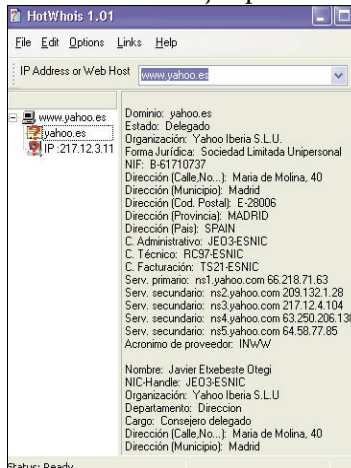 HotWhois 1.01
File Edit Options Links Help
IP Address or Web Host www.yahoo.es
www.yahoo.es
yahoo.es
IP :217.12.3.11
Dominio: yahoo.es
Estado: Delegado
Organización: Yahoo Iberia S.L.U.
Forma Jurídica: Sociedad Limitada Unipersonal
NIF: B-61710737
Dirección (Calle,No...): Maria de Molina, 40
Dirección (Municipio): Madrid
Dirección (Cod. Postal): E-28006
Dirección (Provincia): MADRID
Dirección (Pais): SPAIN
C. Administrativo: JEO3-ESNIC
C. Técnico: RC97-ESNIC
C. Facturación: TS21-ESNIC
Serv. primario: ns1.yahoo.com 66.218.71.63
Serv. secundario: ns2.yahoo.com 209.132.1.28
Serv. secundario: ns3.yahoo.com 217.12.4.104
Serv. secundario: ns4.yahoo.com 63.250.206.138
Serv. secundario: ns5.yahoo.com 64.58.77.85
Acronimo de proveedor: INWW
Nombre: Javier Etxebeste Otegi
NIC-Handle: JEO3-ESNIC
Organización: Yahoo Iberia S.L.U
Departamento: Direccion
Cargo: Consejero delegado
Dirección (Calle,No...): Maria de Molina, 40
Dirección (Municipio): Madrid
Status: Ready